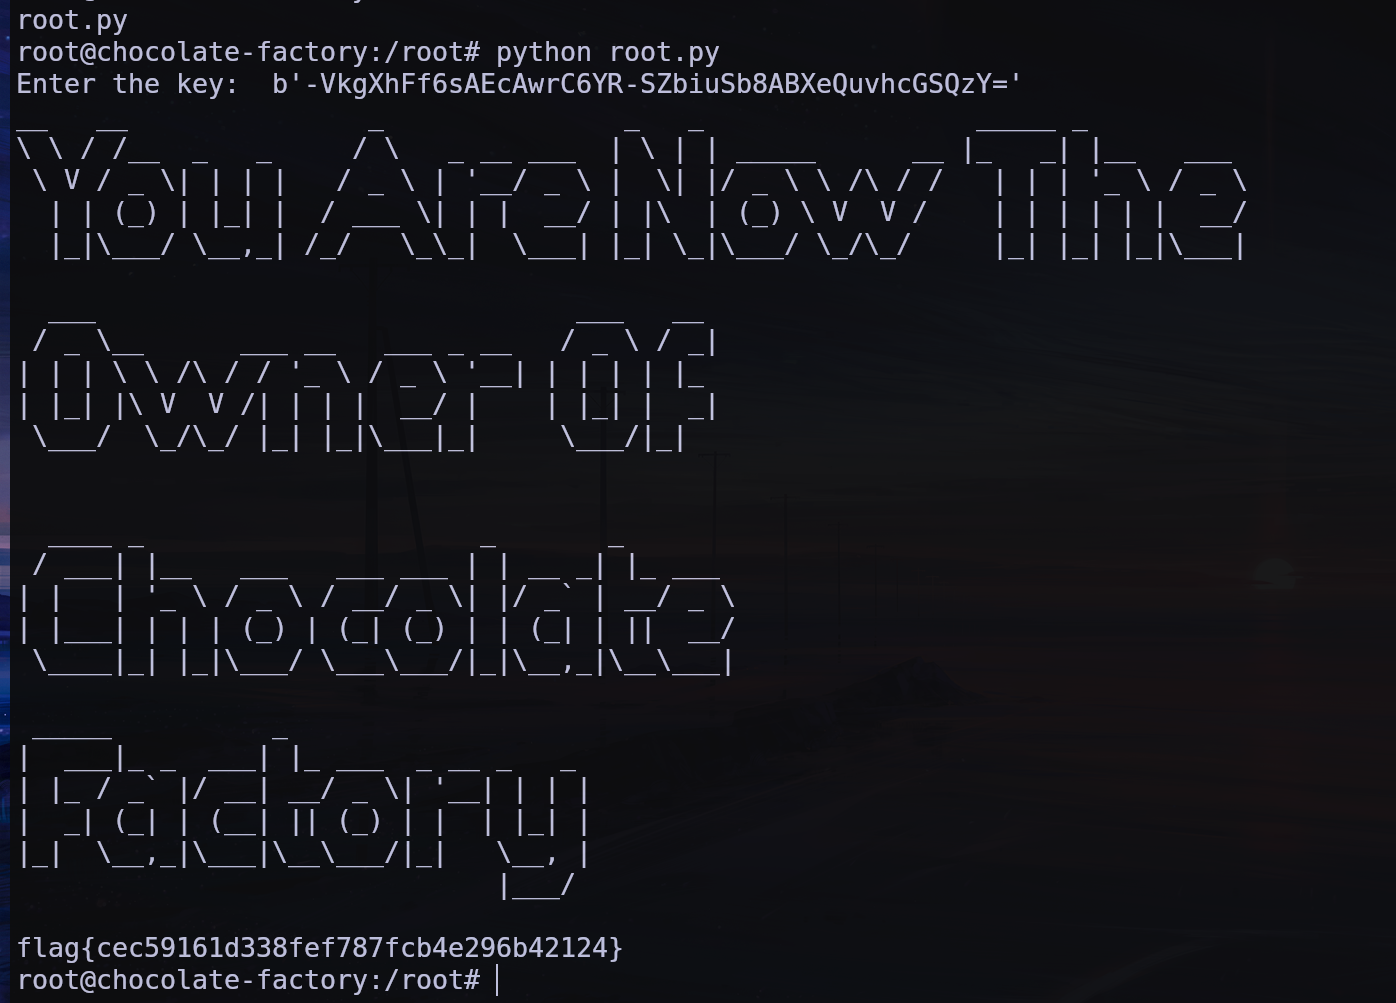 root.py
root@chocolate-factory:/root# python root.py
Enter the key:  b'-VkgXhFf6sAEcAwrC6YR-SZbiuSb8ABXeQuvhcGSQzY='
You Are Now The
Owner Of
Chocolate
Factory
flag{cec59161d338fef787fcb4e296b42124}
root@chocolate-factory:/root#